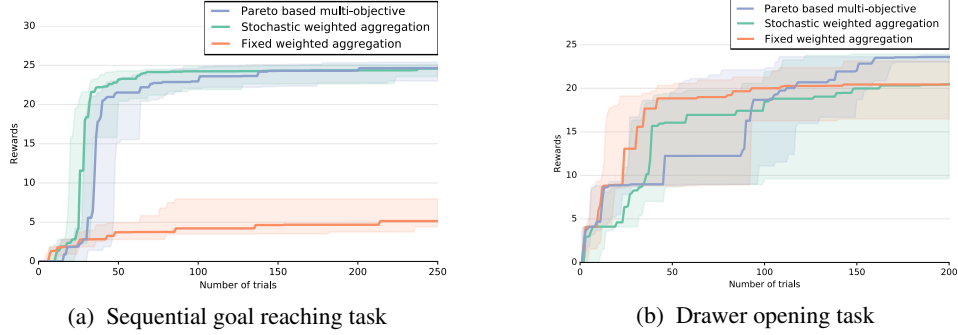 Pareto based multi-objective
Stochastic weighted aggregation
Fixed weighted aggregation
30
25
20
15
10
5
0
Rewards
0 50 100 150 200 250
Number of trials
(a) Sequential goal reaching task
Pareto based multi-objective
Stochastic weighted aggregation
Fixed weighted aggregation
25
20
15
10
5
0
Rewards
0 50 100 150 200
Number of trials
(b) Drawer opening task